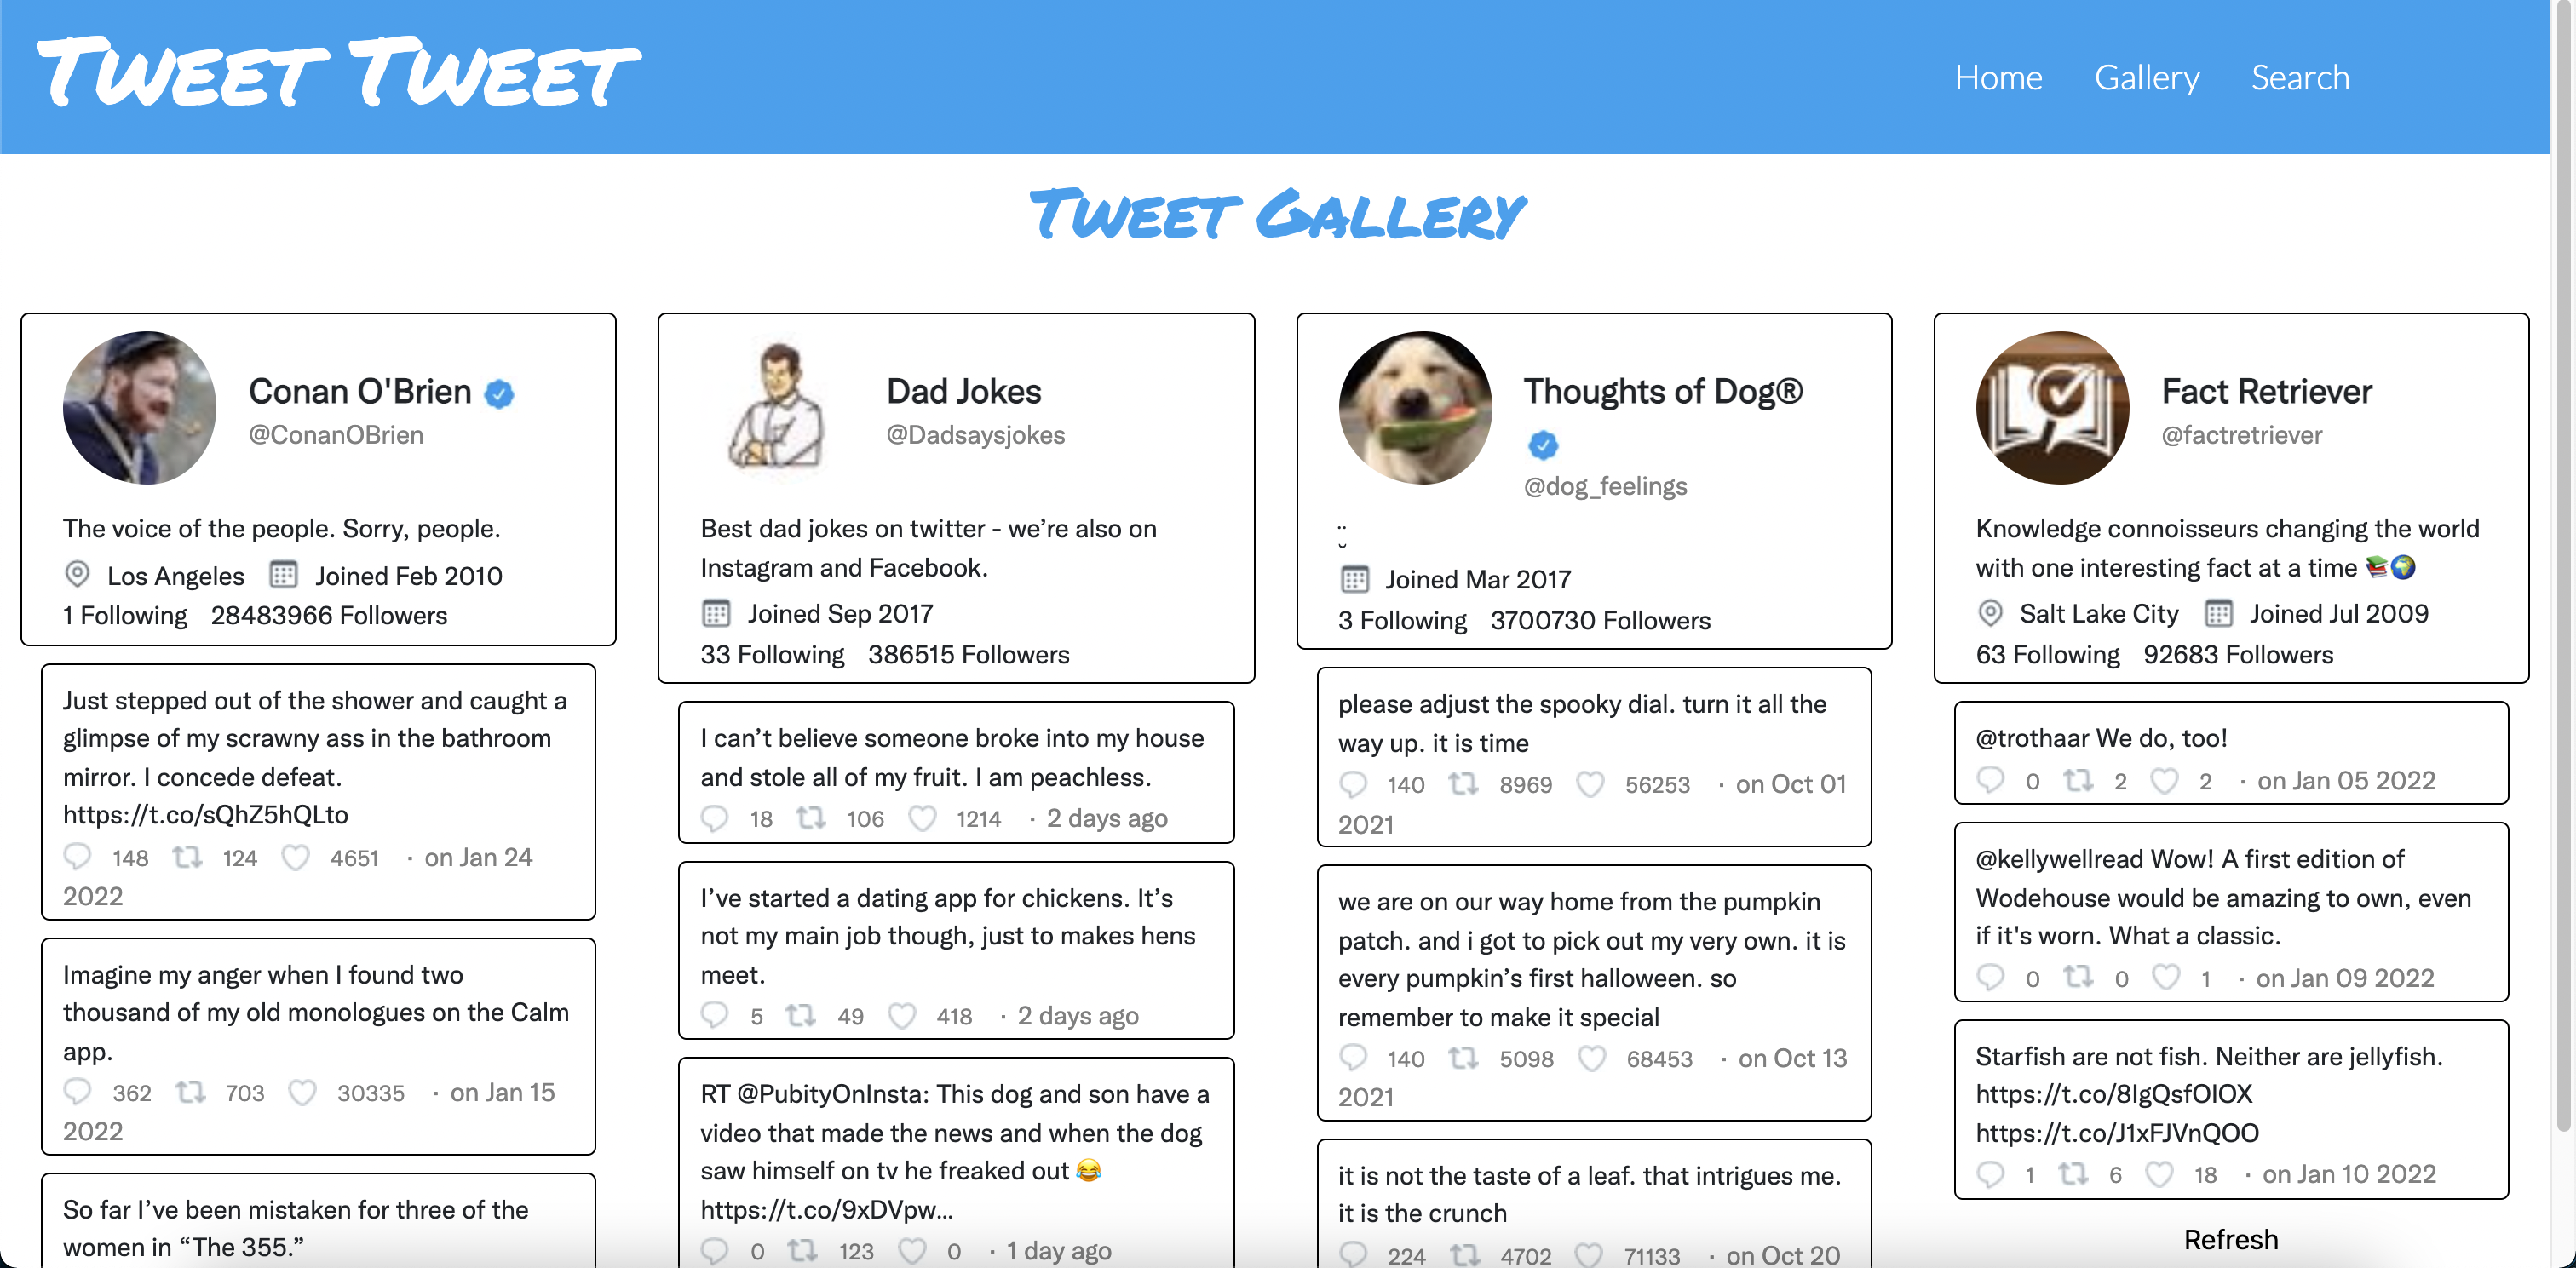 Tweet Tweet
Home Gallery Search
Tweet Gallery
Conan O'Brien
@ConanOBrien
The voice of the people. Sorry, people.
Los Angeles Joined Feb 2010
1 Following 28483966 Followers
Just stepped out of the shower and caught a
glimpse of my scrawny ass in the bathroom
mirror. I concede defeat.
https://t.co/sQhZ5hQLto
148 124 4651 · on Jan 24
2022
Imagine my anger when I found two
thousand of my old monologues on the Calm
app.
362 703 30335 · on Jan 15
2022
So far I’ve been mistaken for three of the
women in “The 355.”
Dad Jokes
@Dadsaysjokes
Best dad jokes on twitter - we’re also on
Instagram and Facebook.
Joined Sep 2017
33 Following 386515 Followers
I can’t believe someone broke into my house
and stole all of my fruit. I am peachless.
18 106 1214 · 2 days ago
I’ve started a dating app for chickens. It’s
not my main job though, just to makes hens
meet.
5 49 418 · 2 days ago
RT @PubityOnInsta: This dog and son have a
video that made the news and when the dog
saw himself on tv he freaked out 😂
https://t.co/9xDVpw…
0 123 0 · 1 day ago
Thoughts of Dog®
@dog_feelings
Joined Mar 2017
3 Following 3700730 Followers
please adjust the spooky dial. turn it all the
way up. it is time
140 8969 56253 · on Oct 01
2021
we are on our way home from the pumpkin
patch. and i got to pick out my very own. it is
every pumpkin’s first halloween. so
remember to make it special
140 5098 68453 · on Oct 13
2021
it is not the taste of a leaf. that intrigues me.
it is the crunch
224 4702 71133 · on Oct 20
Fact Retriever
@factretriever
Knowledge connoisseurs changing the world
with one interesting fact at a time 📚🌍
Salt Lake City Joined Jul 2009
63 Following 92683 Followers
@trothaar We do, too!
0 2 2 · on Jan 05 2022
@kellywellread Wow! A first edition of
Wodehouse would be amazing to own, even
if it's worn. What a classic.
0 0 1 · on Jan 09 2022
Starfish are not fish. Neither are jellyfish.
https://t.co/8IgQsfOIOX
https://t.co/J1xFJVnQOO
1 6 18 · on Jan 10 2022
Refresh